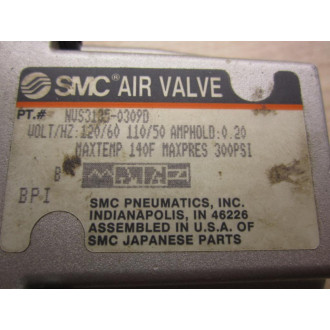 SMC® AIR VALVE
PT.# NVS3135-0309D
VOLT/HZ:120/60 110/50 AMPHOLD:0.20
MAXTEMP 140F MAXPRES 300PSI
B
BPI
SMC PNEUMATICS, INC.
INDIANAPOLIS, IN 46226
ASSEMBLED IN U.S.A. OF
SMC JAPANESE PARTS